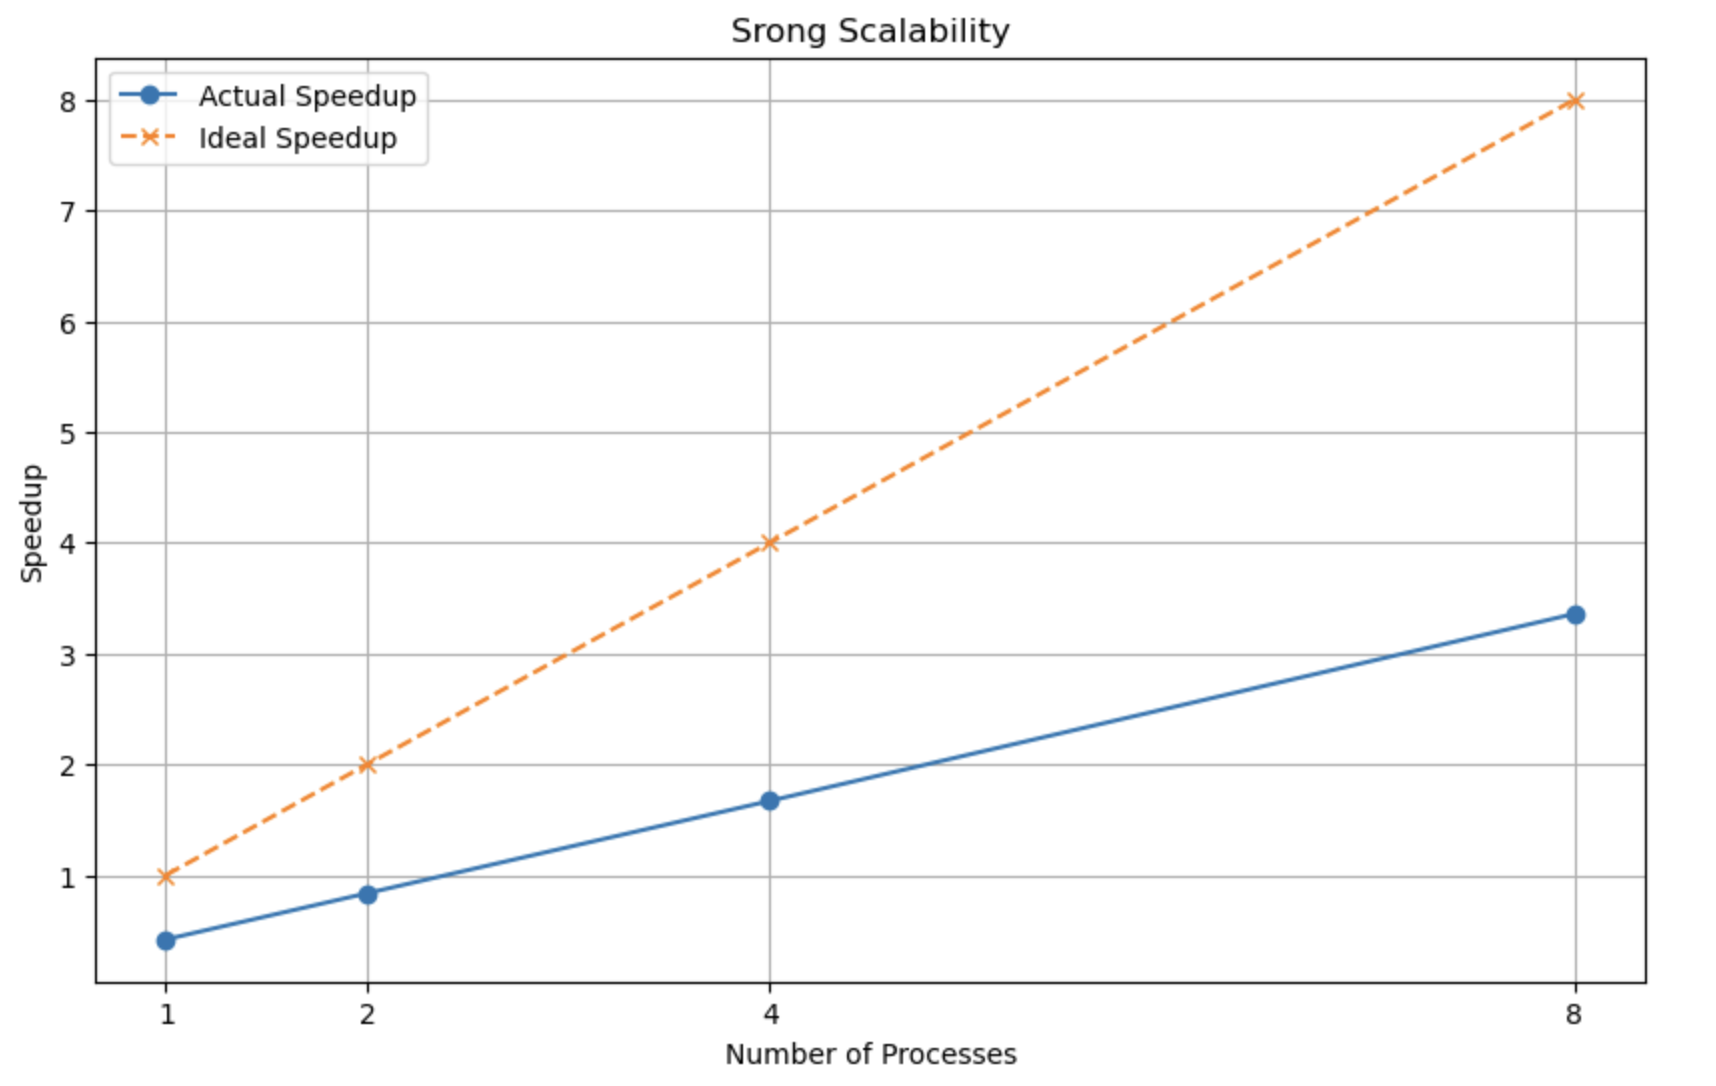 Srong Scalability
Actual Speedup
Ideal Speedup
8
7
6
5
4
3
2
1
Speedup
1 2 4 8
Number of Processes